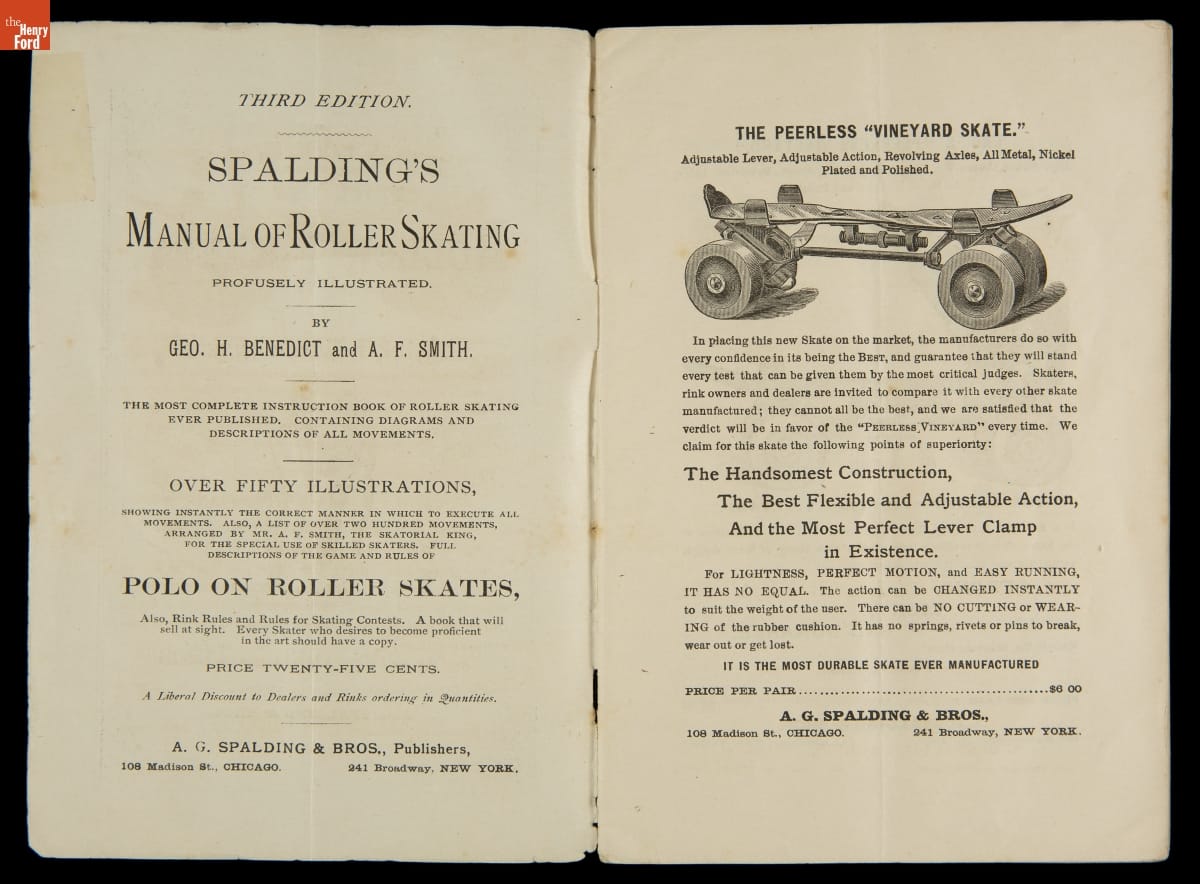 the
Henry
Ford
THIRD EDITION.
SPALDING'S
MANUAL OF ROLLER SKATING
PROFUSELY ILLUSTRATED.
BY
GEO. H. BENEDICT and A. F. SMITH.
THE MOST COMPLETE INSTRUCTION BOOK OF ROLLER SKATING
EVER PUBLISHED. CONTAINING DIAGRAMS AND
DESCRIPTIONS OF ALL MOVEMENTS.
OVER FIFTY ILLUSTRATIONS,
SHOWING INSTANTLY THE CORRECT MANNER IN WHICH TO EXECUTE ALL
MOVEMENTS. ALSO, A LIST OF OVER TWO HUNDRED MOVEMENTS,
ARRANGED BY MR. A. F. SMITH, THE SKATORIAL KING,
FOR THE SPECIAL USE OF SKILLED SKATERS. FULL
DESCRIPTIONS OF THE GAME AND RULES OF
POLO ON ROLLER SKATES,
Also, Rink Rules and Rules for Skating Contests. A book that will
sell at sight. Every Skater who desires to become proficient
in the art should have a copy.
PRICE TWENTY-FIVE CENTS.
A Liberal Discount to Dealers and Rinks ordering in Quantities.
A. G. SPALDING & BROS., Publishers,
108 Madison St., CHICAGO. 241 Broadway, NEW YORK.
THE PEERLESS "VINEYARD SKATE."
Adjustable Lever, Adjustable Action, Revolving Axles, All Metal, Nickel
Plated and Polished.
In placing this new Skate on the market, the manufacturers do so with
every confidence in its being the BEST, and guarantee that they will stand
every test that can be given them by the most critical judges. Skaters,
rink owners and dealers are invited to compare it with every other skate
manufactured; they cannot all be the best, and we are satisfied that the
verdict will be in favor of the "PEERLESS VINEYARD" every time. We
claim for this skate the following points of superiority:
The Handsomest Construction,
The Best Flexible and Adjustable Action,
And the Most Perfect Lever Clamp
in Existence.
For LIGHTNESS, PERFECT MOTION, and EASY RUNNING,
IT HAS NO EQUAL. The action can be CHANGED INSTANTLY
to suit the weight of the user. There can be NO CUTTING or WEAR-
ING of the rubber cushion. It has no springs, rivets or pins to break,
wear out or get lost.
IT IS THE MOST DURABLE SKATE EVER MANUFACTURED
PRICE PER PAIR................................................$6 00
A. G. SPALDING & BROS.,
108 Madison St., CHICAGO. 241 Broadway, NEW YORK.